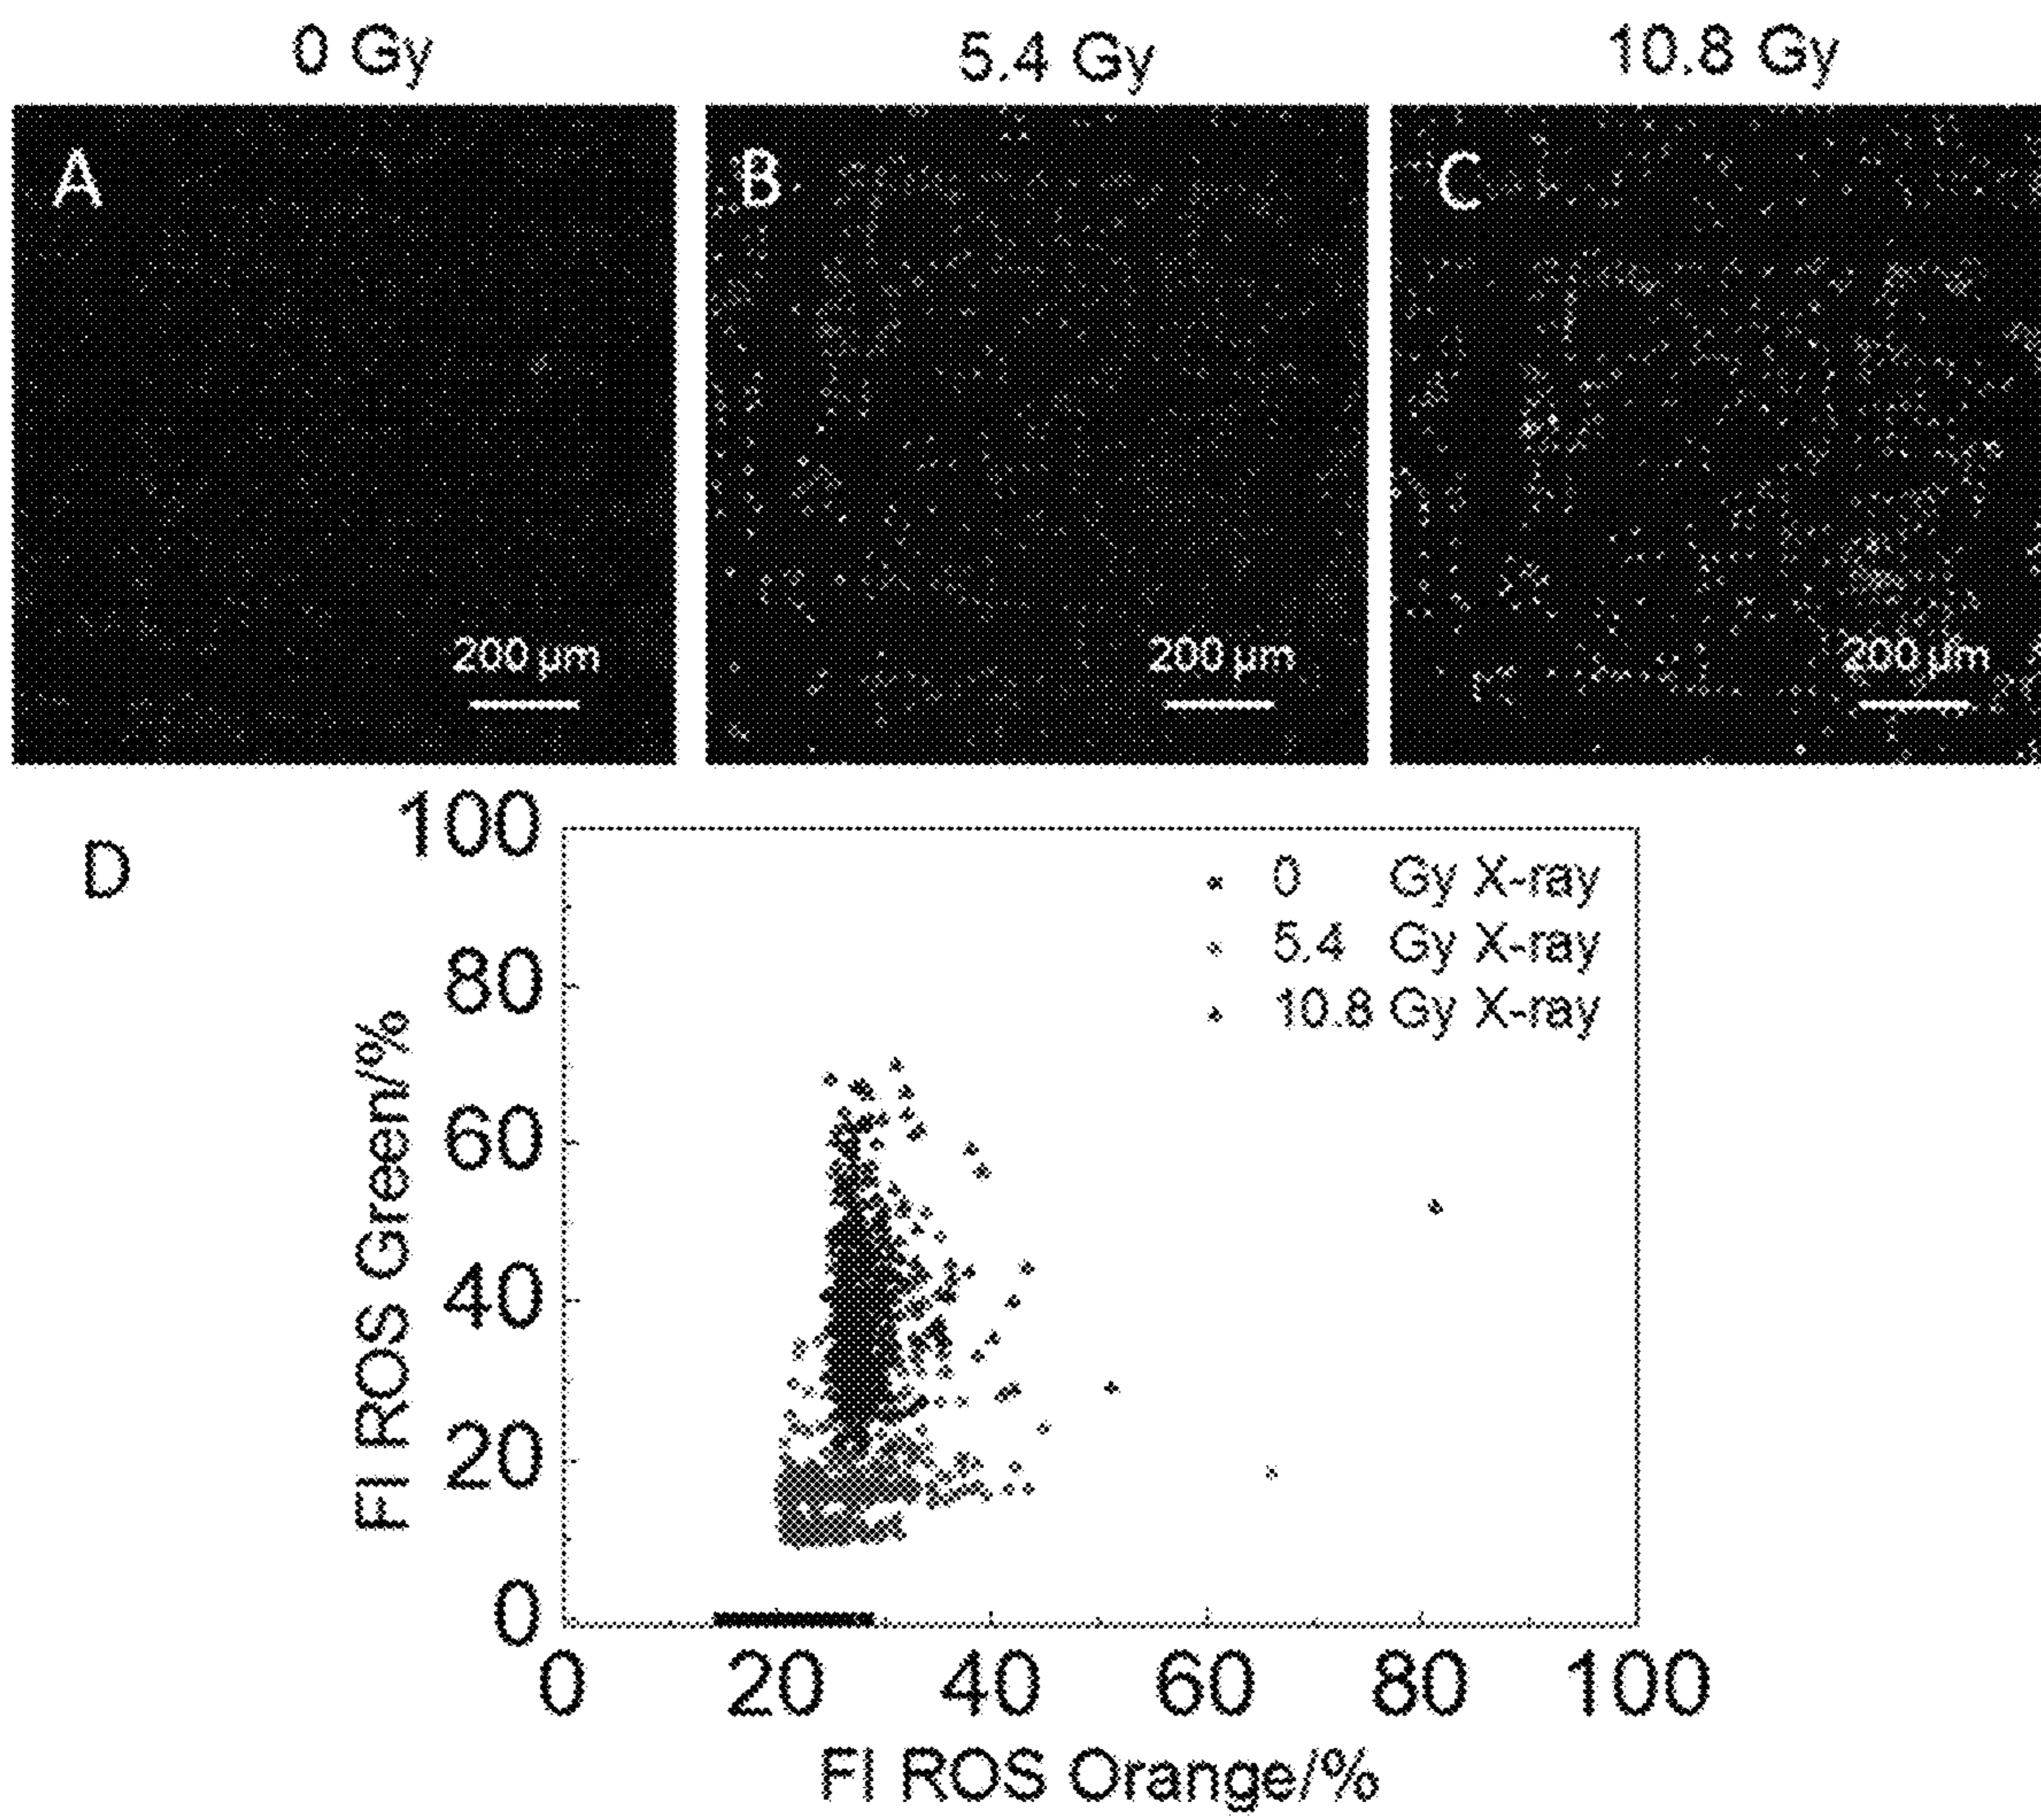 0 Gy
5.4 Gy
10.8 Gy
A
B
C
200 µm
200 µm
200 µm
D
100
80
60
40
20
0
FI ROS Green/%
0 Gy X-ray
5.4 Gy X-ray
10.8 Gy X-ray
0 20 40 60 80 100
FI ROS Orange/%